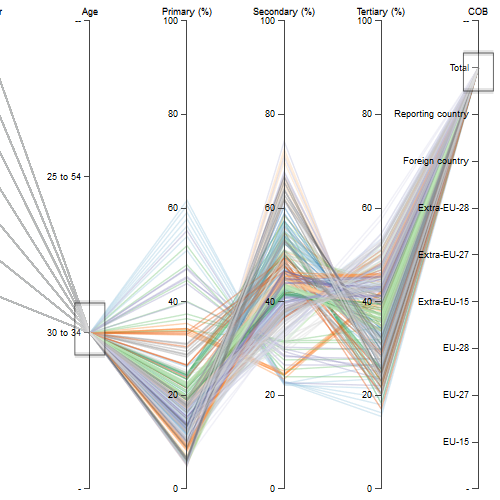 r Age Primary (%) Secondary (%) Tertiary (%) COB
-- 100 100 100 --
Total
80 80 80 Reporting country
Foreign country
25 to 54
60 60 60 Extra-EU-28
Extra-EU-27
40 40 40 Extra-EU-15
30 to 34
EU-28
20 20 20 EU-27
EU-15
- 0 0 0 -